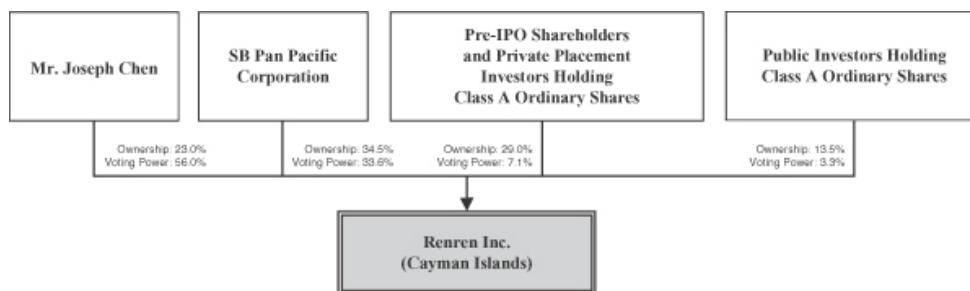 Mr. Joseph Chen
SB Pan Pacific
Corporation
Pre-IPO Shareholders
and Private Placement
Investors Holding
Class A Ordinary Shares
Public Investors Holding
Class A Ordinary Shares
Ownership: 23.0%
Voting Power: 56.0%
Ownership: 34.5%
Voting Power: 33.6%
Ownership: 29.0%
Voting Power: 7.1%
Ownership: 13.5%
Voting Power: 3.3%
Renren Inc.
(Cayman Islands)